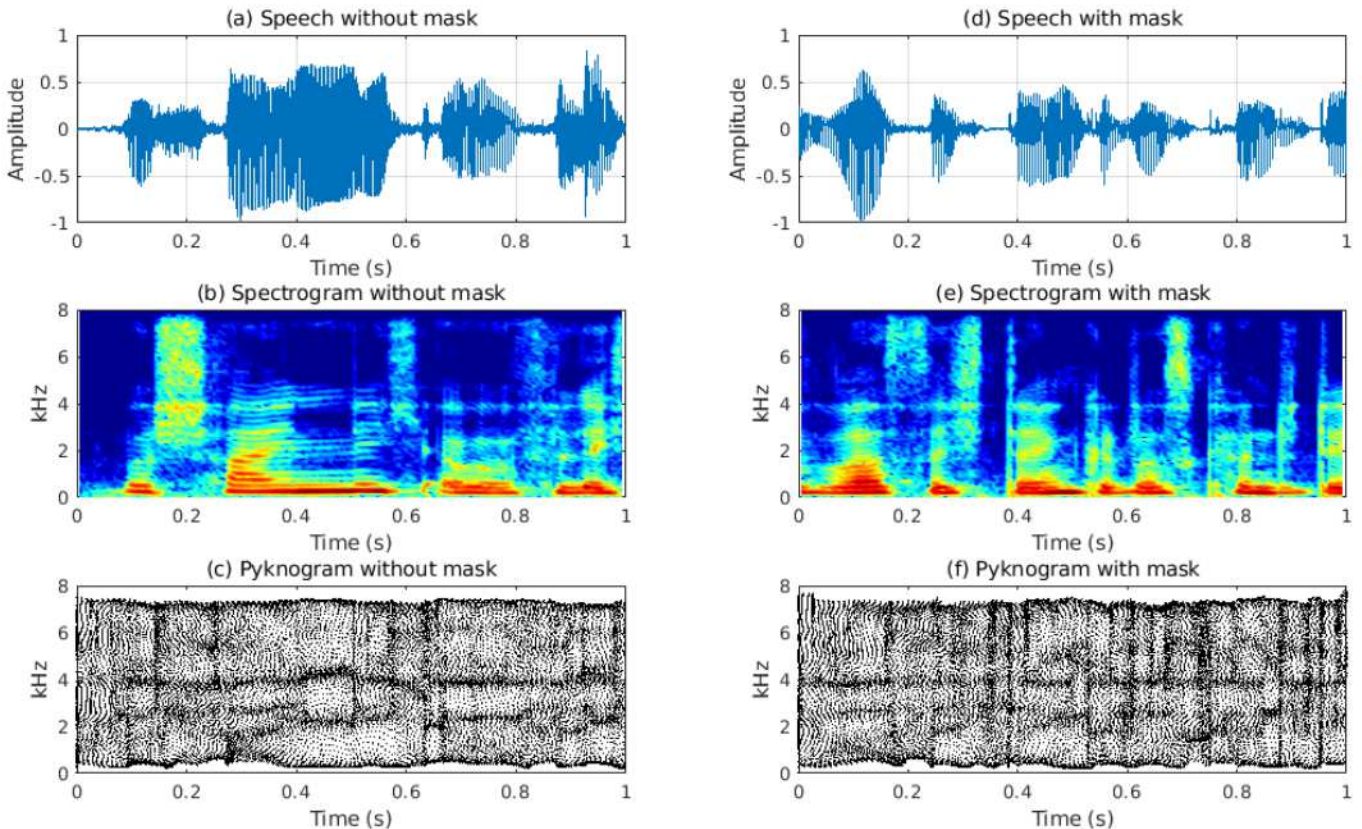 (a) Speech without mask
1
0.5
0
-0.5
-1
Amplitude
0 0.2 0.4 0.6 0.8 1
Time (s)
(b) Spectrogram without mask
8
6
4
2
0
kHz
0 0.2 0.4 0.6 0.8 1
Time (s)
(c) Pyknogram without mask
8
6
4
2
0
kHz
0 0.2 0.4 0.6 0.8 1
Time (s)
(d) Speech with mask
1
0.5
0
-0.5
-1
Amplitude
0 0.2 0.4 0.6 0.8 1
Time (s)
(e) Spectrogram with mask
8
6
4
2
0
kHz
0 0.2 0.4 0.6 0.8 1
Time (s)
(f) Pyknogram with mask
8
6
4
2
0
kHz
0 0.2 0.4 0.6 0.8 1
Time (s)